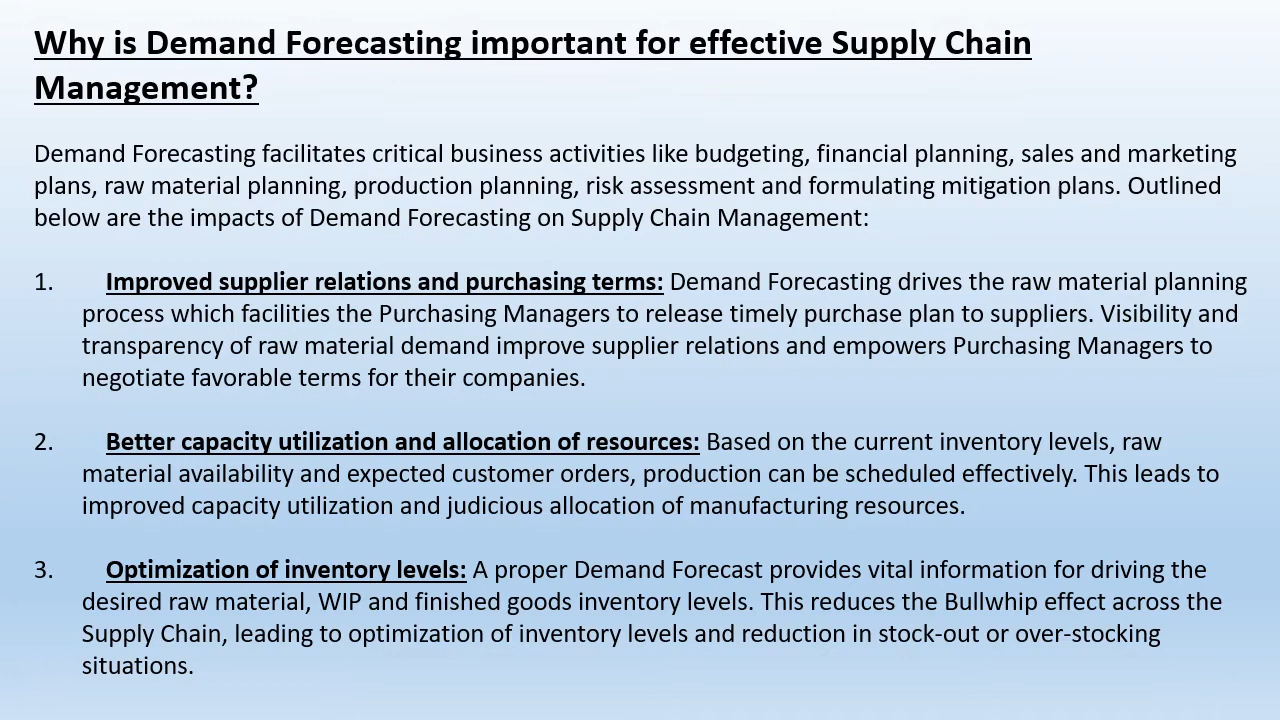 Why is Demand Forecasting important for effective Supply Chain
Management?
Demand Forecasting facilitates critical business activities like budgeting, financial planning, sales and marketing
plans, raw material planning, production planning, risk assessment and formulating mitigation plans. Outlined
below are the impacts of Demand Forecasting on Supply Chain Management:
1. Improved supplier relations and purchasing terms: Demand Forecasting drives the raw material planning
process which facilities the Purchasing Managers to release timely purchase plan to suppliers. Visibility and
transparency of raw material demand improve supplier relations and empowers Purchasing Managers to
negotiate favorable terms for their companies.
2. Better capacity utilization and allocation of resources: Based on the current inventory levels, raw
material availability and expected customer orders, production can be scheduled effectively. This leads to
improved capacity utilization and judicious allocation of manufacturing resources.
3. Optimization of inventory levels: A proper Demand Forecast provides vital information for driving the
desired raw material, WIP and finished goods inventory levels. This reduces the Bullwhip effect across the
Supply Chain, leading to optimization of inventory levels and reduction in stock-out or over-stocking
situations.